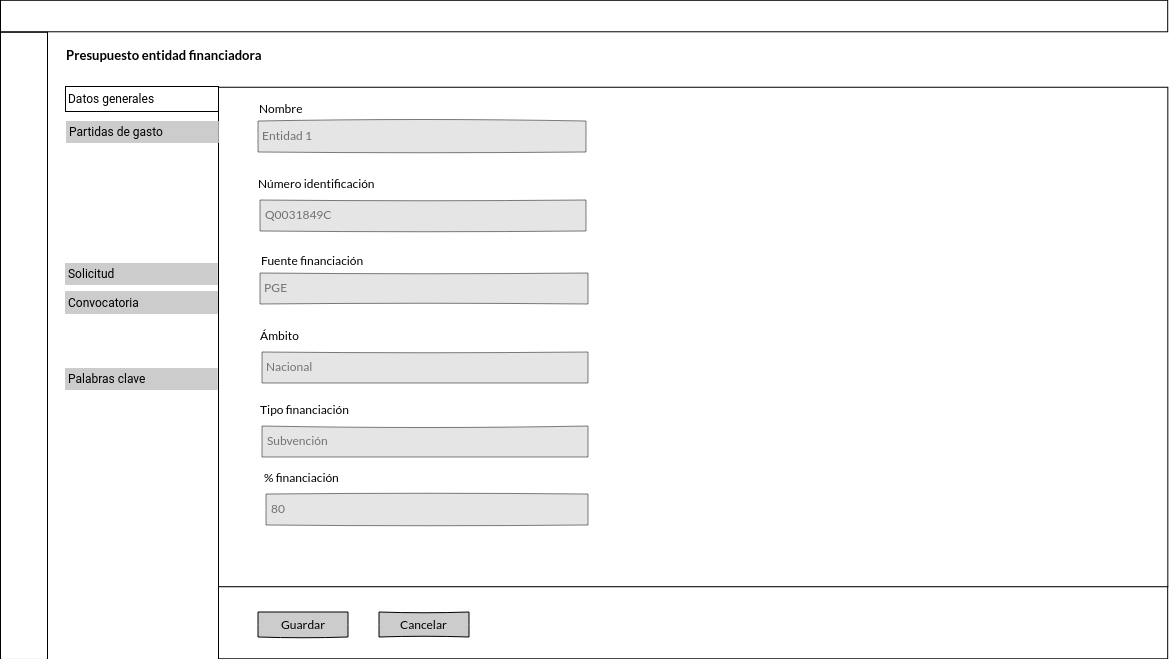 Presupuesto entidad financiadora
Datos generales
Partidas de gasto
Solicitud
Convocatoria
Palabras clave
Nombre
Entidad 1
Número identificación
Q0031849C
Fuente financiación
PGE
Ámbito
Nacional
Tipo financiación
Subvención
% financiación
80
Guardar
Cancelar